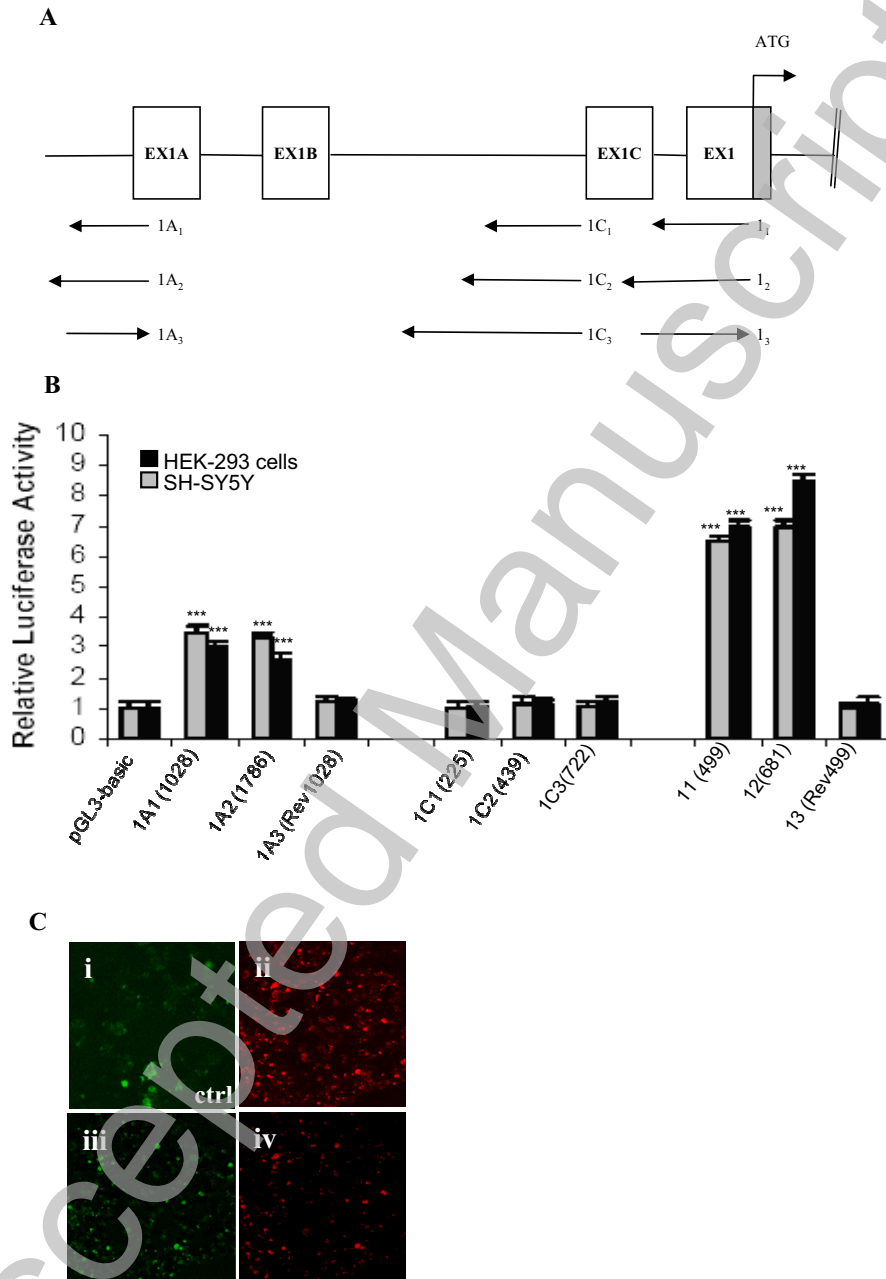 A
ATG
EX1A EX1B EX1C EX1
1A₁ 1C₁ 1₁
1A₂ 1C₂ 1₂
1A₃ 1C₃ 1₃
B
Relative Luciferase Activity
10
9
8
7
6
5
4
3
2
1
0
HEK-293 cells
SH-SY5Y
*** *** *** *** *** *** *** ***
pGL3-basic
1A1 (1028)
1A2 (1786)
1A3 (Rev1028)
1C1 (225)
1C2 (439)
1C3(722)
11 (499)
12(681)
13 (Rev499)
C
i
ii
ctrl
iii
iv
cepted Manuscript